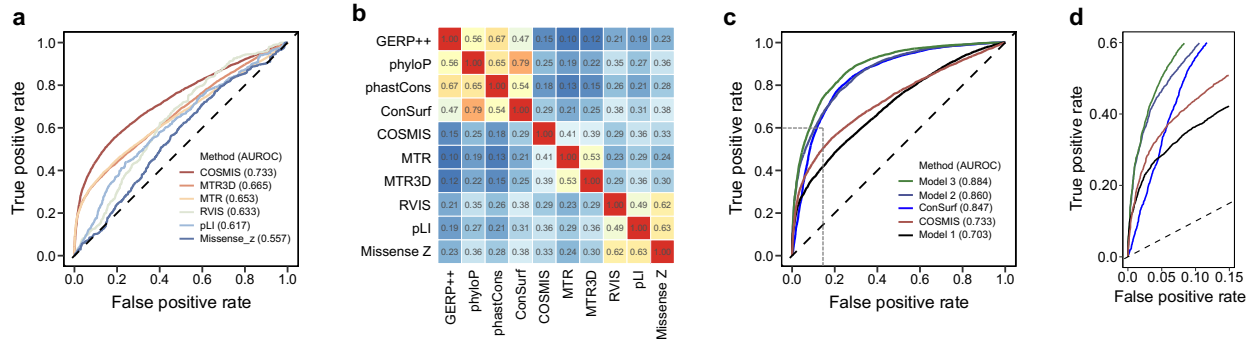 a
True positive rate
1.0
0.8
0.6
0.4
0.2
0.0
0.0 0.2 0.4 0.6 0.8 1.0
False positive rate
Method (AUROC)
COSMIS (0.733)
MTR3D (0.665)
MTR (0.653)
RVIS (0.633)
pLI (0.617)
Missense_z (0.557)
b
GERP++ 1.00 0.56 0.67 0.47 0.15 0.10 0.12 0.21 0.19 0.23
phyloP 0.56 1.00 0.65 0.79 0.25 0.19 0.22 0.35 0.27 0.36
phastCons 0.67 0.65 1.00 0.54 0.18 0.13 0.15 0.26 0.21 0.28
ConSurf 0.47 0.79 0.54 1.00 0.29 0.21 0.25 0.38 0.31 0.38
COSMIS 0.15 0.25 0.18 0.29 1.00 0.41 0.39 0.29 0.36 0.33
MTR 0.10 0.19 0.13 0.21 0.41 1.00 0.53 0.23 0.29 0.24
MTR3D 0.12 0.22 0.15 0.25 0.39 0.53 1.00 0.29 0.36 0.30
RVIS 0.21 0.35 0.26 0.38 0.29 0.23 0.29 1.00 0.49 0.62
pLI 0.19 0.27 0.21 0.31 0.36 0.29 0.36 0.49 1.00 0.63
Missense Z 0.23 0.36 0.28 0.38 0.33 0.24 0.30 0.62 0.63 1.00
GERP++
phyloP
phastCons
ConSurf
COSMIS
MTR
MTR3D
RVIS
pLI
Missense Z
c
True positive rate
1.0
0.8
0.6
0.4
0.2
0.0
0.0 0.2 0.4 0.6 0.8 1.0
False positive rate
Method (AUROC)
Model 3 (0.884)
Model 2 (0.860)
ConSurf (0.847)
COSMIS (0.733)
Model 1 (0.703)
d
True positive rate
0.6
0.40
0.20
0.00
0.0 0.05 0.10 0.15
False positive rate